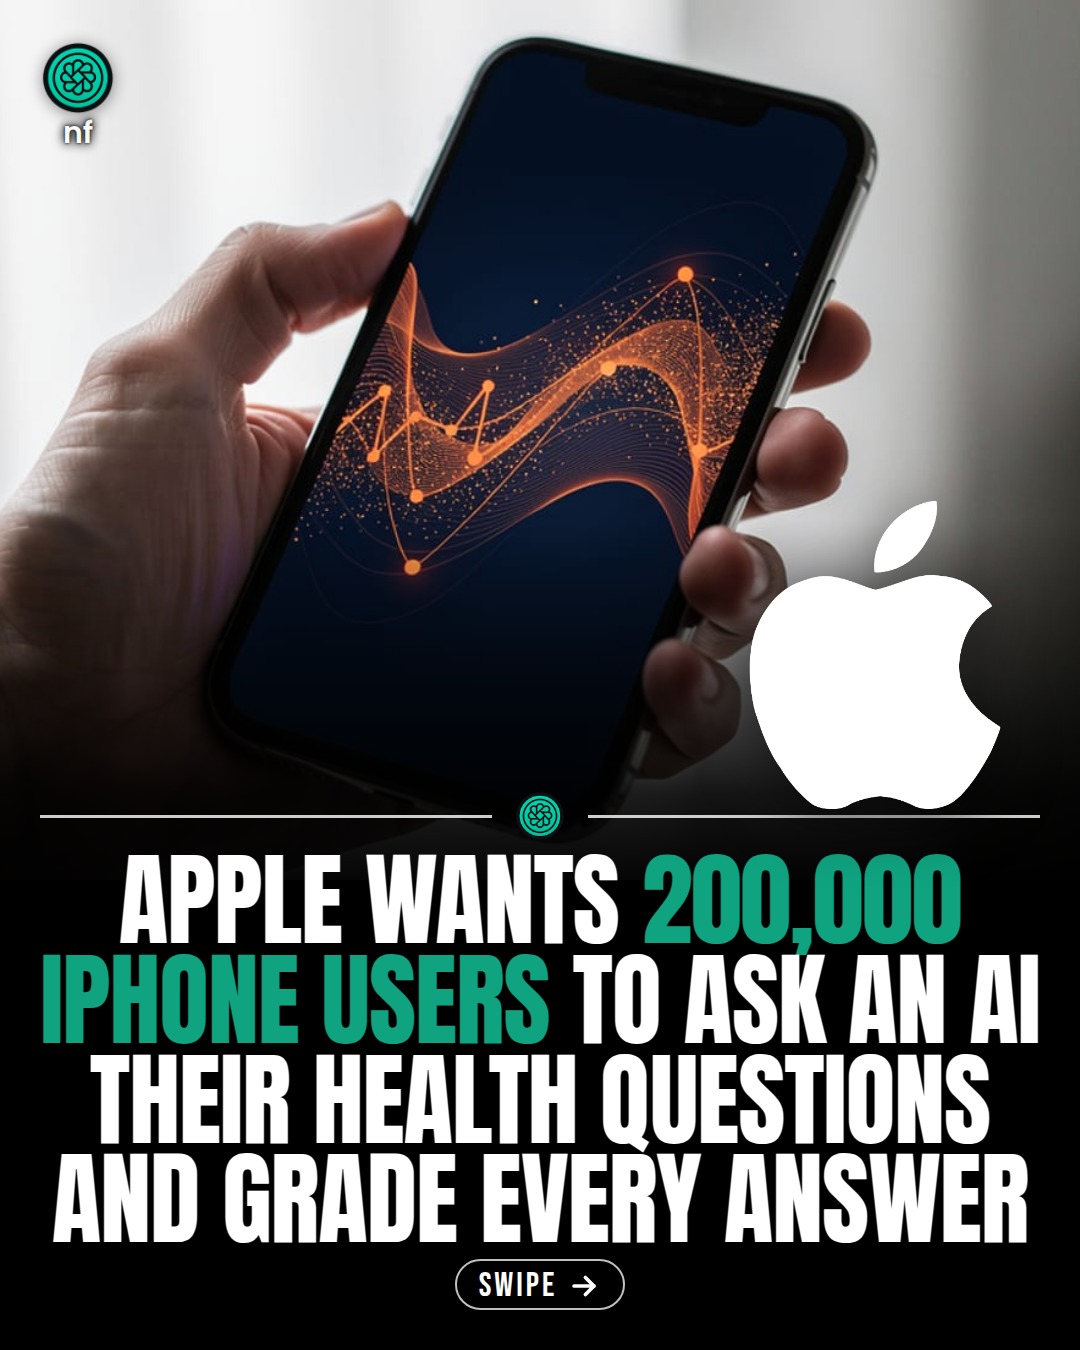 nf
APPLE WANTS 200,000
IPHONE USERS TO ASK AN AI
THEIR HEALTH QUESTIONS
AND GRADE EVERY ANSWER
SWIPE →